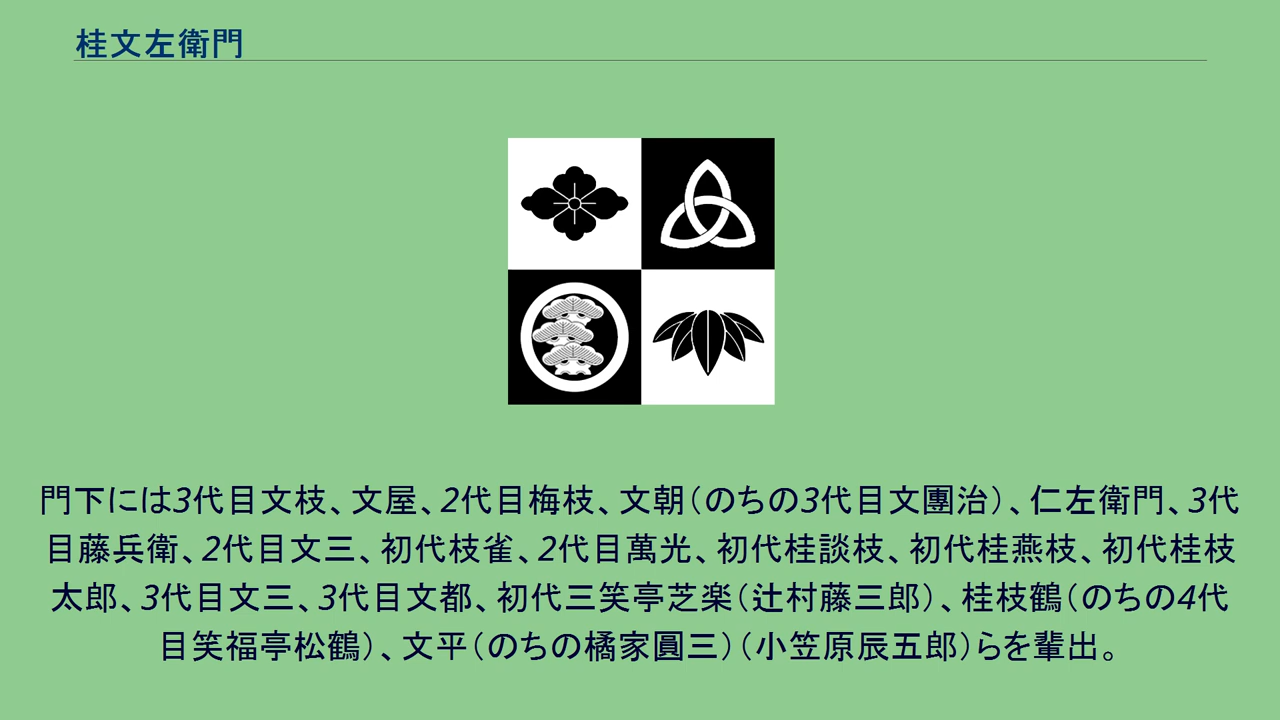 桂文左衛門
門下には3代目文枝、文屋、2代目梅枝、文朝（のちの3代目文團治）、仁左衛門、3代
目藤兵衛、2代目文三、初代枝雀、2代目萬光、初代桂談枝、初代桂燕枝、初代桂枝
太郎、3代目文三、3代目文都、初代三笑亭芝楽（辻村藤三郎）、桂枝鶴（のちの4代
目笑福亭松鶴）、文平（のちの橘家圓三）（小笠原辰五郎）らを輩出。